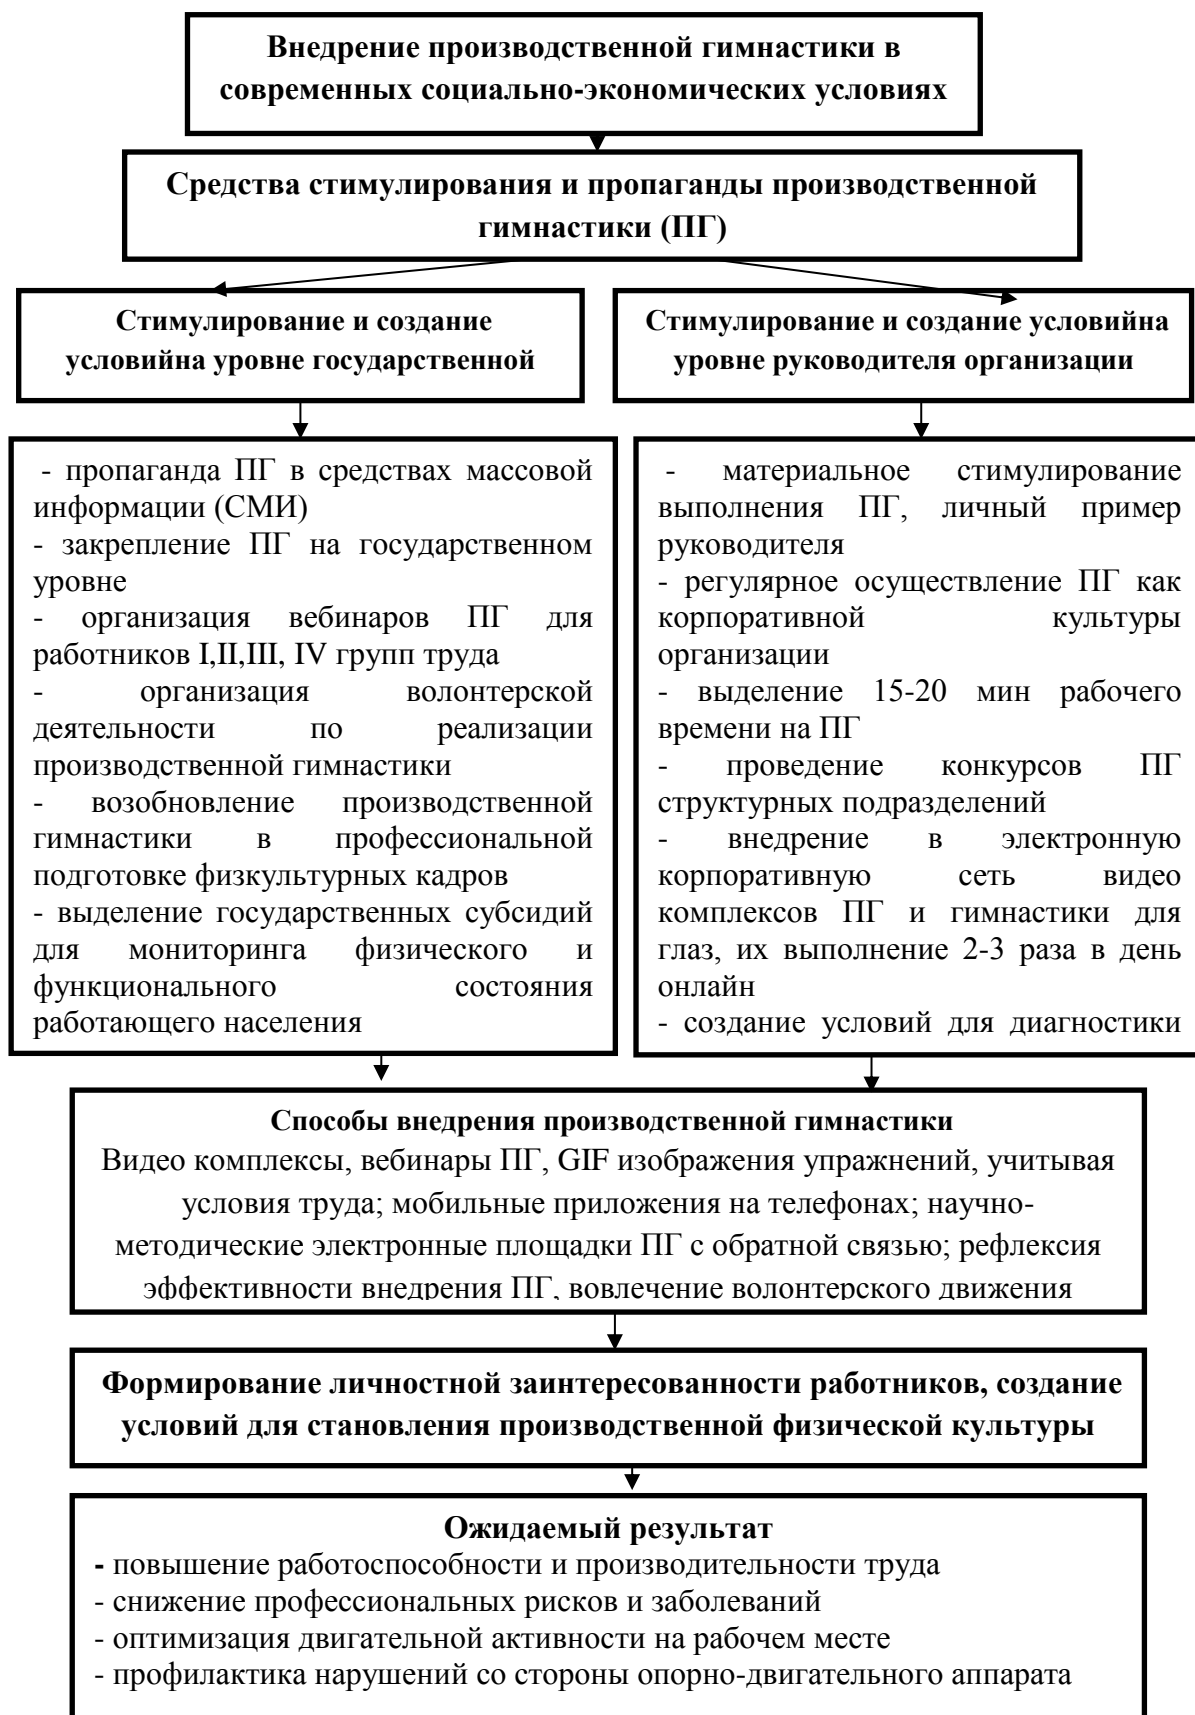 Внедрение производственной гимнастики в
современных социально-экономических условиях
Средства стимулирования и пропаганды производственной
гимнастики (ПГ)
Стимулирование и создание
условийна уровне государственной
Стимулирование и создание условийна
уровне руководителя организации
- пропаганда ПГ в средствах массовой
информации (СМИ)
- закрепление ПГ на государственном
уровне
- организация вебинаров ПГ для
работников I,II,III, IV групп труда
- организация волонтерской
деятельности по реализации
производственной гимнастики
- возобновление производственной
гимнастики в профессиональной
подготовке физкультурных кадров
- выделение государственных субсидий
для мониторинга физического и
функционального состояния
работающего населения
- материальное стимулирование
выполнения ПГ, личный пример
руководителя
- регулярное осуществление ПГ как
корпоративной культуры
организации
- выделение 15-20 мин рабочего
времени на ПГ
- проведение конкурсов ПГ
структурных подразделений
- внедрение в электронную
корпоративную сеть видео
комплексов ПГ и гимнастики для
глаз, их выполнение 2-3 раза в день
онлайн
- создание условий для диагностики
Способы внедрения производственной гимнастики
Видео комплексы, вебинары ПГ, GIF изображения упражнений, учитывая
условия труда; мобильные приложения на телефонах; научно-
методические электронные площадки ПГ с обратной связью; рефлексия
эффективности внедрения ПГ, вовлечение волонтерского движения
Формирование личностной заинтересованности работников, создание
условий для становления производственной физической культуры
Ожидаемый результат
- повышение работоспособности и производительности труда
- снижение профессиональных рисков и заболеваний
- оптимизация двигательной активности на рабочем месте
- профилактика нарушений со стороны опорно-двигательного аппарата